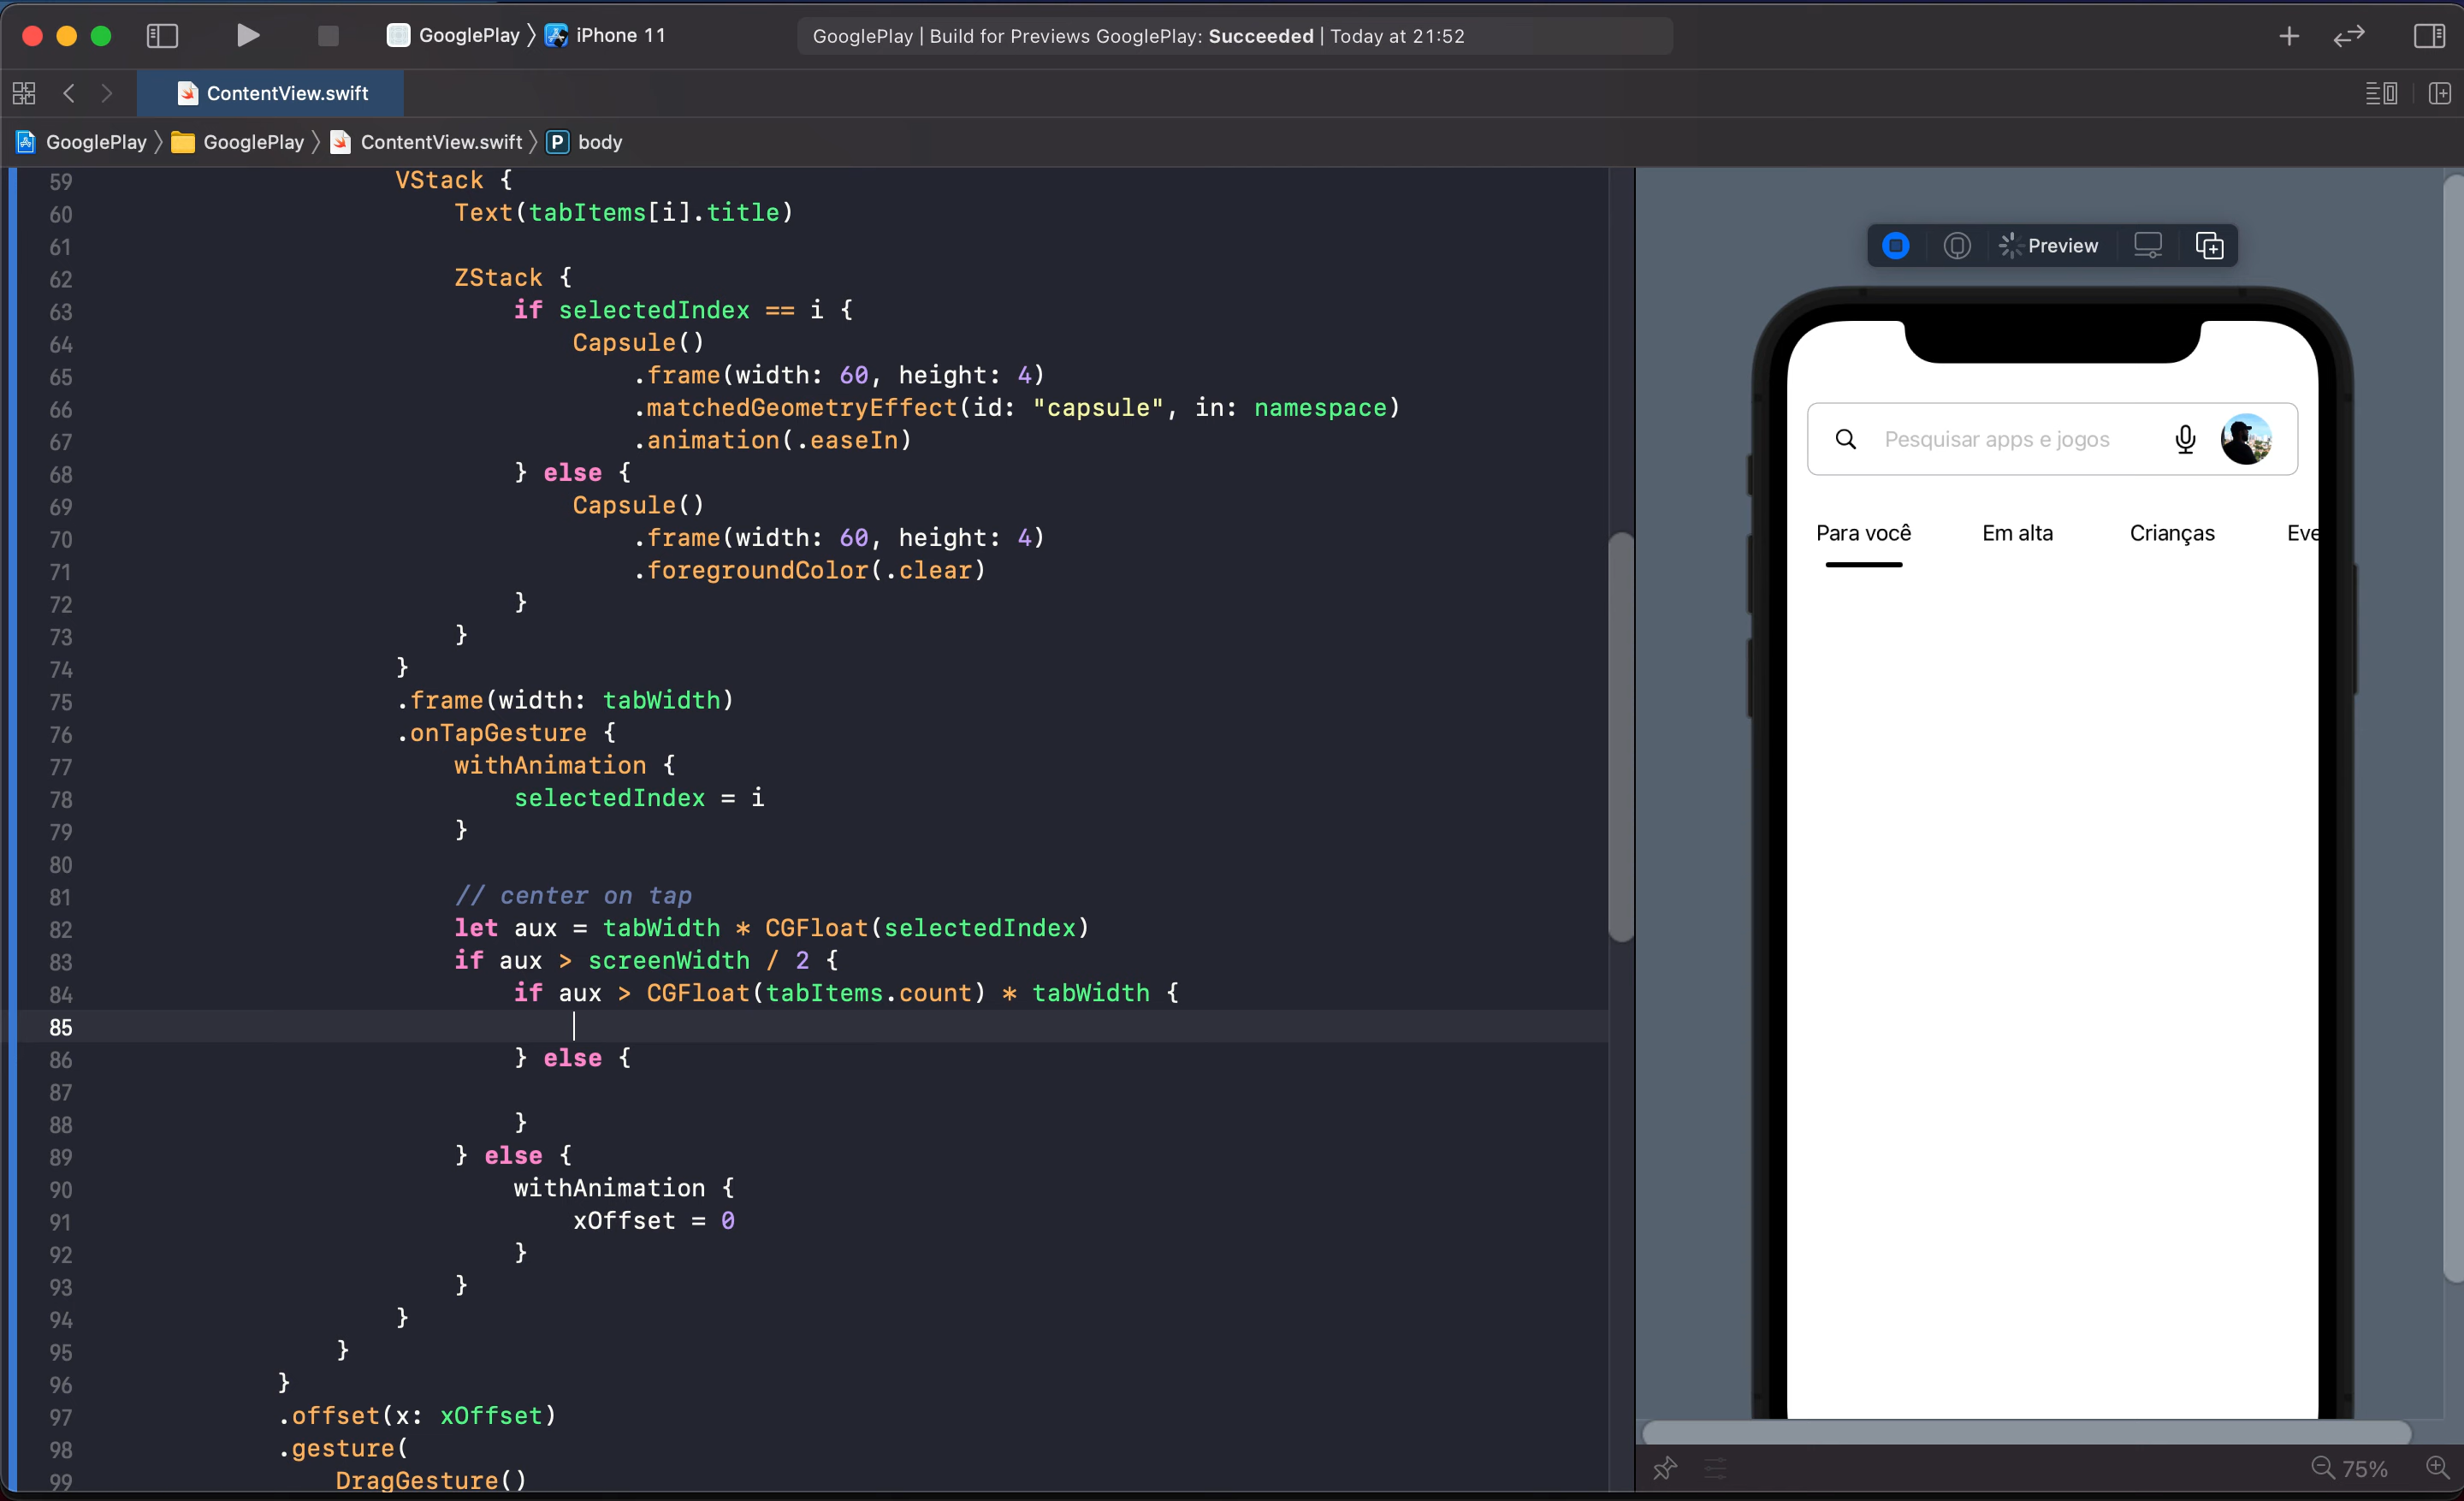 GooglePlay 〉 iPhone 11
GooglePlay | Build for Previews GooglePlay: Succeeded | Today at 21:52
ContentView.swift
GooglePlay 〉 GooglePlay 〉 ContentView.swift 〉 P body
59 VStack {
60 Text(tabItems[i].title)
61
62 ZStack {
63 if selectedIndex == i {
64 Capsule()
65 .frame(width: 60, height: 4)
66 .matchedGeometryEffect(id: "capsule", in: namespace)
67 .animation(.easeIn)
68 } else {
69 Capsule()
70 .frame(width: 60, height: 4)
71 .foregroundColor(.clear)
72 }
73 }
74 }
75 .frame(width: tabWidth)
76 .onTapGesture {
77 withAnimation {
78 selectedIndex = i
79 }
80
81 // center on tap
82 let aux = tabWidth * CGFloat(selectedIndex)
83 if aux > screenWidth / 2 {
84 if aux > CGFloat(tabItems.count) * tabWidth {
85
86 } else {
87
88 }
89 } else {
90 withAnimation {
91 xOffset = 0
92 }
93 }
94 }
95 }
96 }
97 .offset(x: xOffset)
98 .gesture(
99 DragGesture()
Preview
Pesquisar apps e jogos
Para você Em alta Crianças Eve
75%